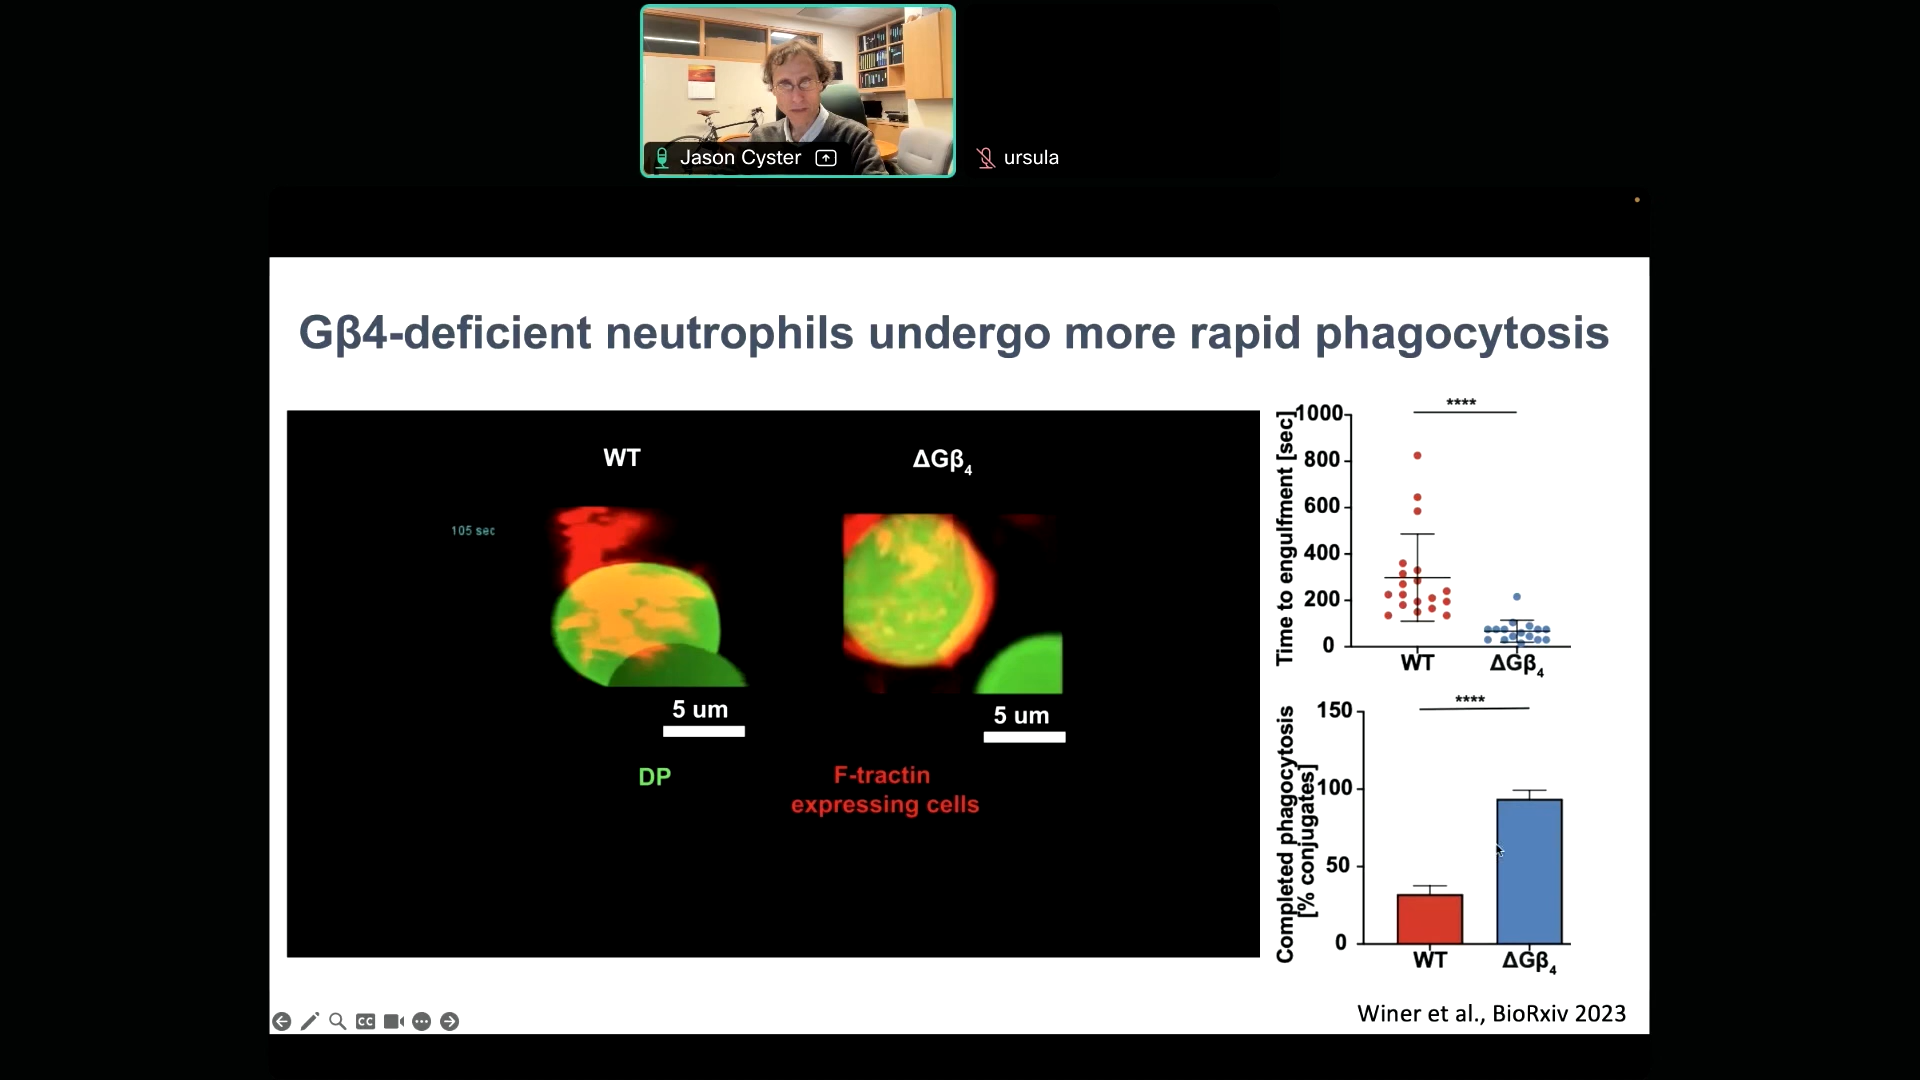 Jason Cyster
ursula
Gβ4-deficient neutrophils undergo more rapid phagocytosis
WT
ΔGβ4
105 sec
5 um
5 um
DP
F-tractin
expressing cells
Time to engulfment [sec]
1000
800
600
400
200
0
****
WT
ΔGβ4
Completed phagocytosis
[% conjugates]
150
100
50
0
****
WT
ΔGβ4
Winer et al., BioRxiv 2023
CC